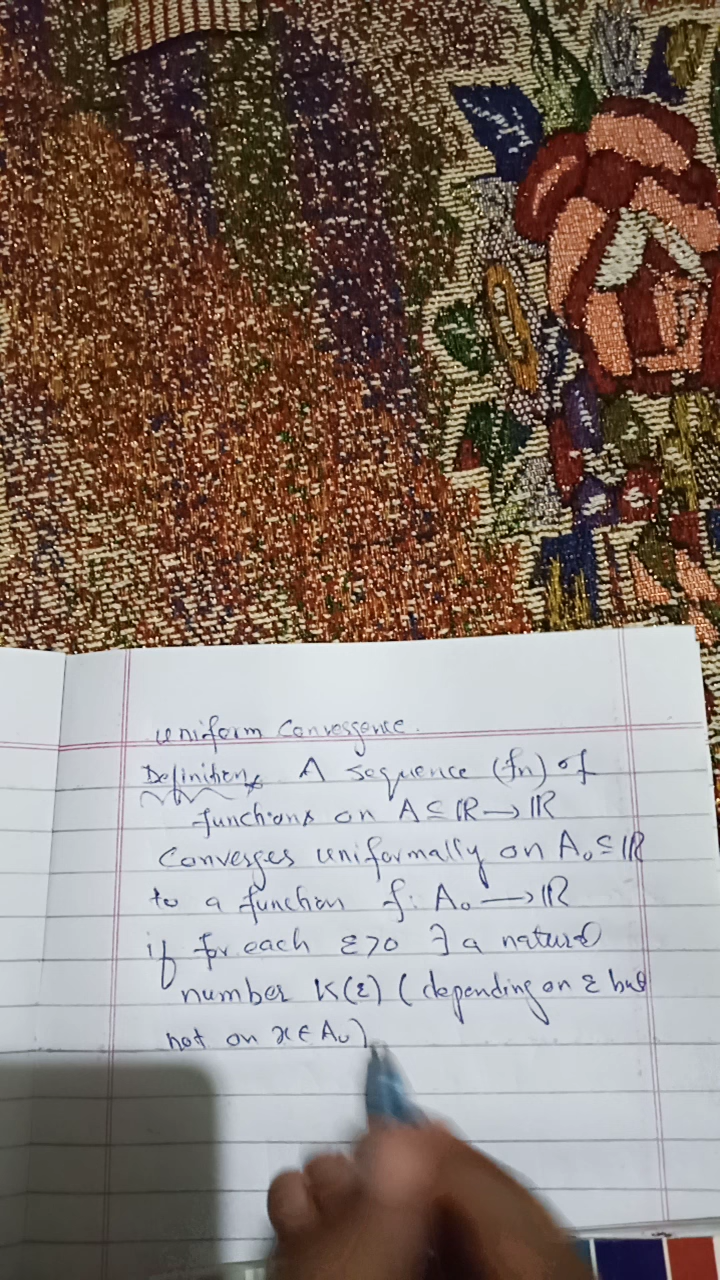 Uniform Convergence.
Definition A sequence (fn) of
functions on A ⊆ ℝ → ℝ
Converges uniformally on A₀ ⊆ ℝ
to a function f: A₀ → ℝ
if for each ε>0 ∃ a natural
number K(ε) (depending on ε but
not on x ∈ A₀)